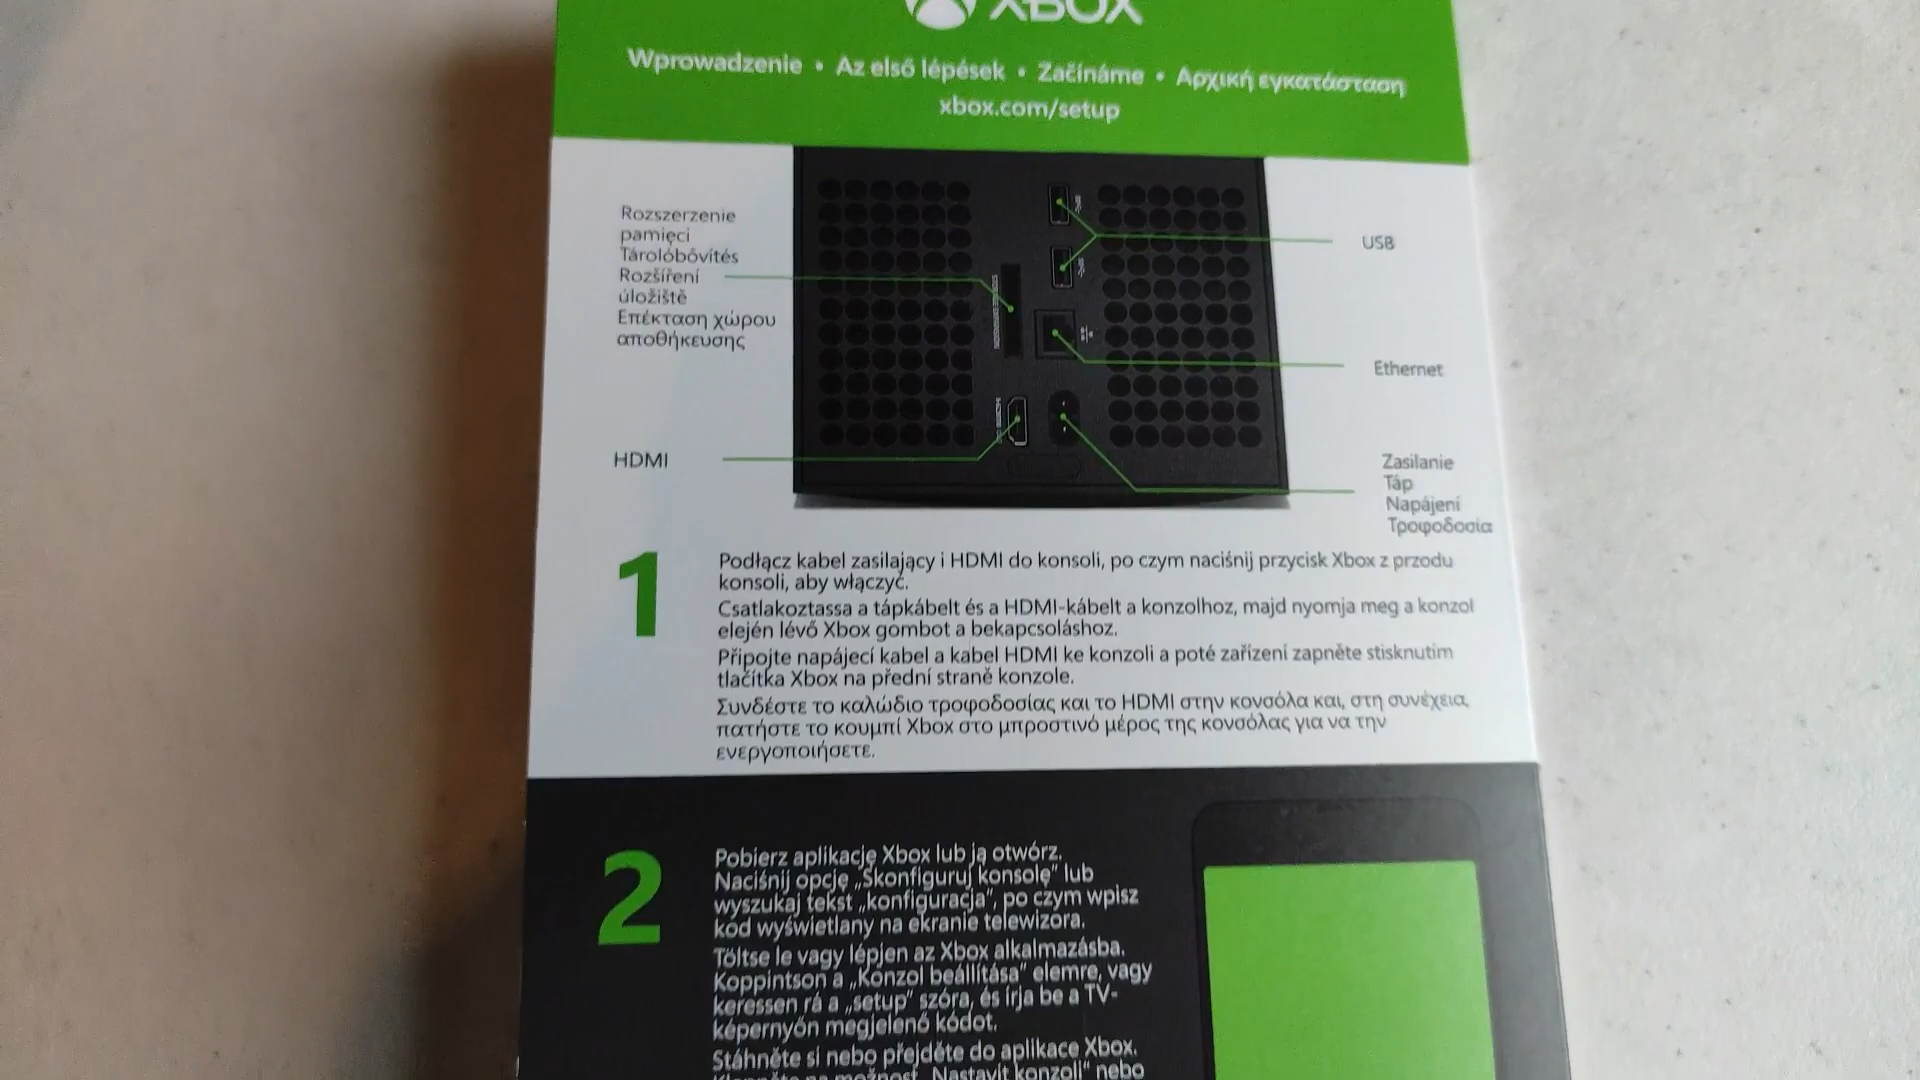 XBOX
Wprowadzenie • Az első lépések • Začínáme • Αρχική εγκατάσταση
xbox.com/setup
Rozszerzenie
pamięci
Tárolóbővítés
Rozšíření
úložiště
Επέκταση χώρου
αποθήκευσης
HDMI
USB
Ethernet
Zasilanie
Táp
Napájení
Τροφοδοσία
STORAGE EXPANSION
1
Podłącz kabel zasilający i HDMI do konsoli, po czym naciśnij przycisk Xbox z przodu
konsoli, aby włączyć.
Csatlakoztassa a tápkábelt és a HDMI-kábelt a konzolhoz, majd nyomja meg a konzol
elején lévő Xbox gombot a bekapcsoláshoz.
Připojte napájecí kabel a kabel HDMI ke konzoli a poté zařízení zapněte stisknutím
tlačítka Xbox na přední straně konzole.
Συνδέστε το καλώδιο τροφοδοσίας και το HDMI στην κονσόλα και, στη συνέχεια,
πατήστε το κουμπί Xbox στο μπροστινό μέρος της κονσόλας για να την
ενεργοποιήσετε.
2
Pobierz aplikację Xbox lub ją otwórz.
Naciśnij opcję „Skonfiguruj konsolę” lub
wyszukaj tekst „konfiguracja”, po czym wpisz
kod wyświetlany na ekranie telewizora.
Töltse le vagy lépjen az Xbox alkalmazásba.
Koppintson a „Konzol beállítása” elemre, vagy
keressen rá a „setup” szóra, és írja be a TV-
képernyőn megjelenő kódot.
Stáhněte si nebo přejděte do aplikace Xbox.
Klepněte na možnost „Nastavit konzoli“ nebo